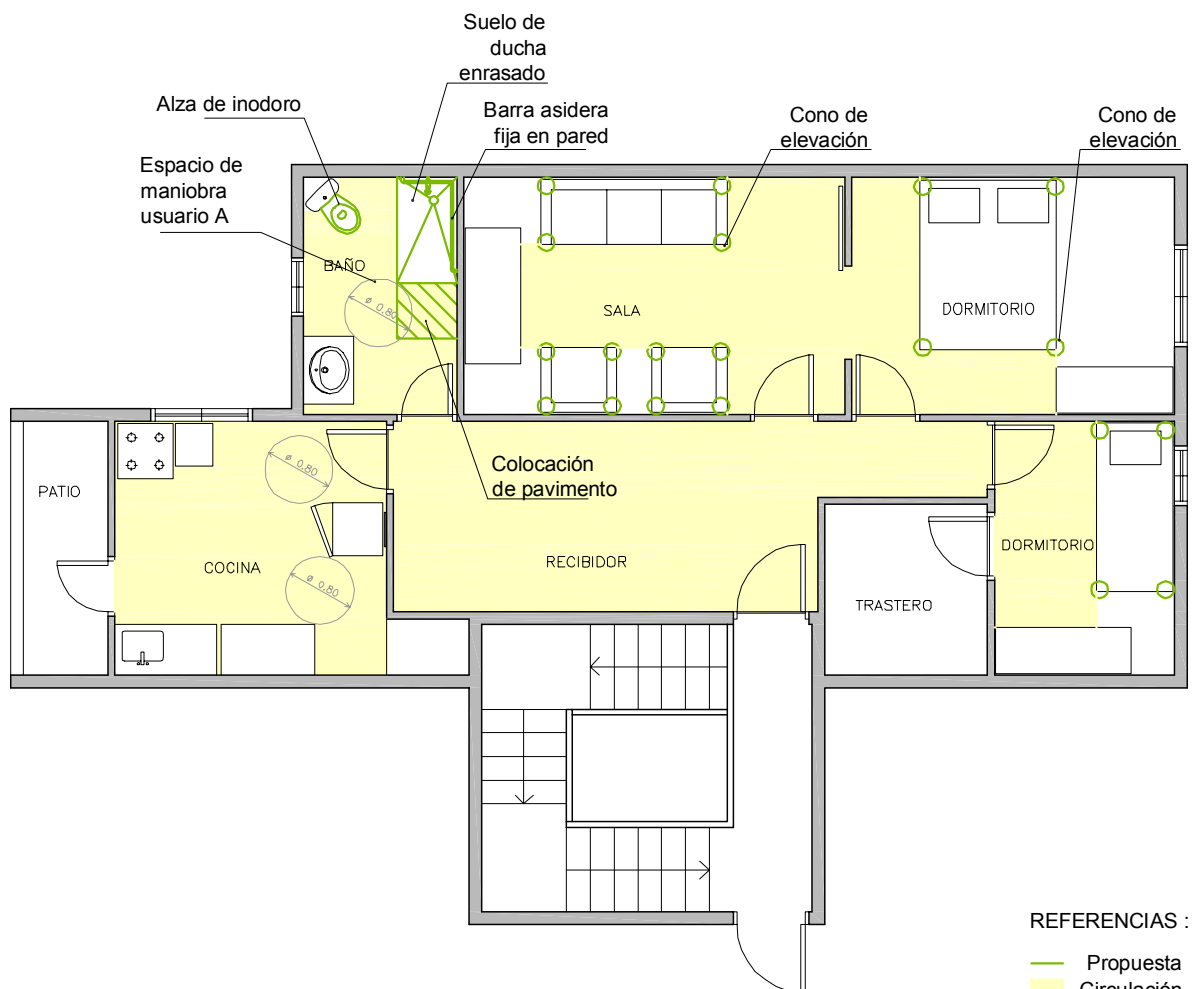 Suelo de
ducha
enrasado
Alza de inodoro
Barra asidera
fija en pared
Cono de
elevación
Cono de
elevación
Espacio de
maniobra
usuario A
BAÑO
ø 0,80
SALA
DORMITORIO
Colocación
de pavimento
ø 0,80
PATIO
COCINA
RECIBIDOR
DORMITORIO
ø 0,80
TRASTERO
REFERENCIAS :
Propuesta
Circulación